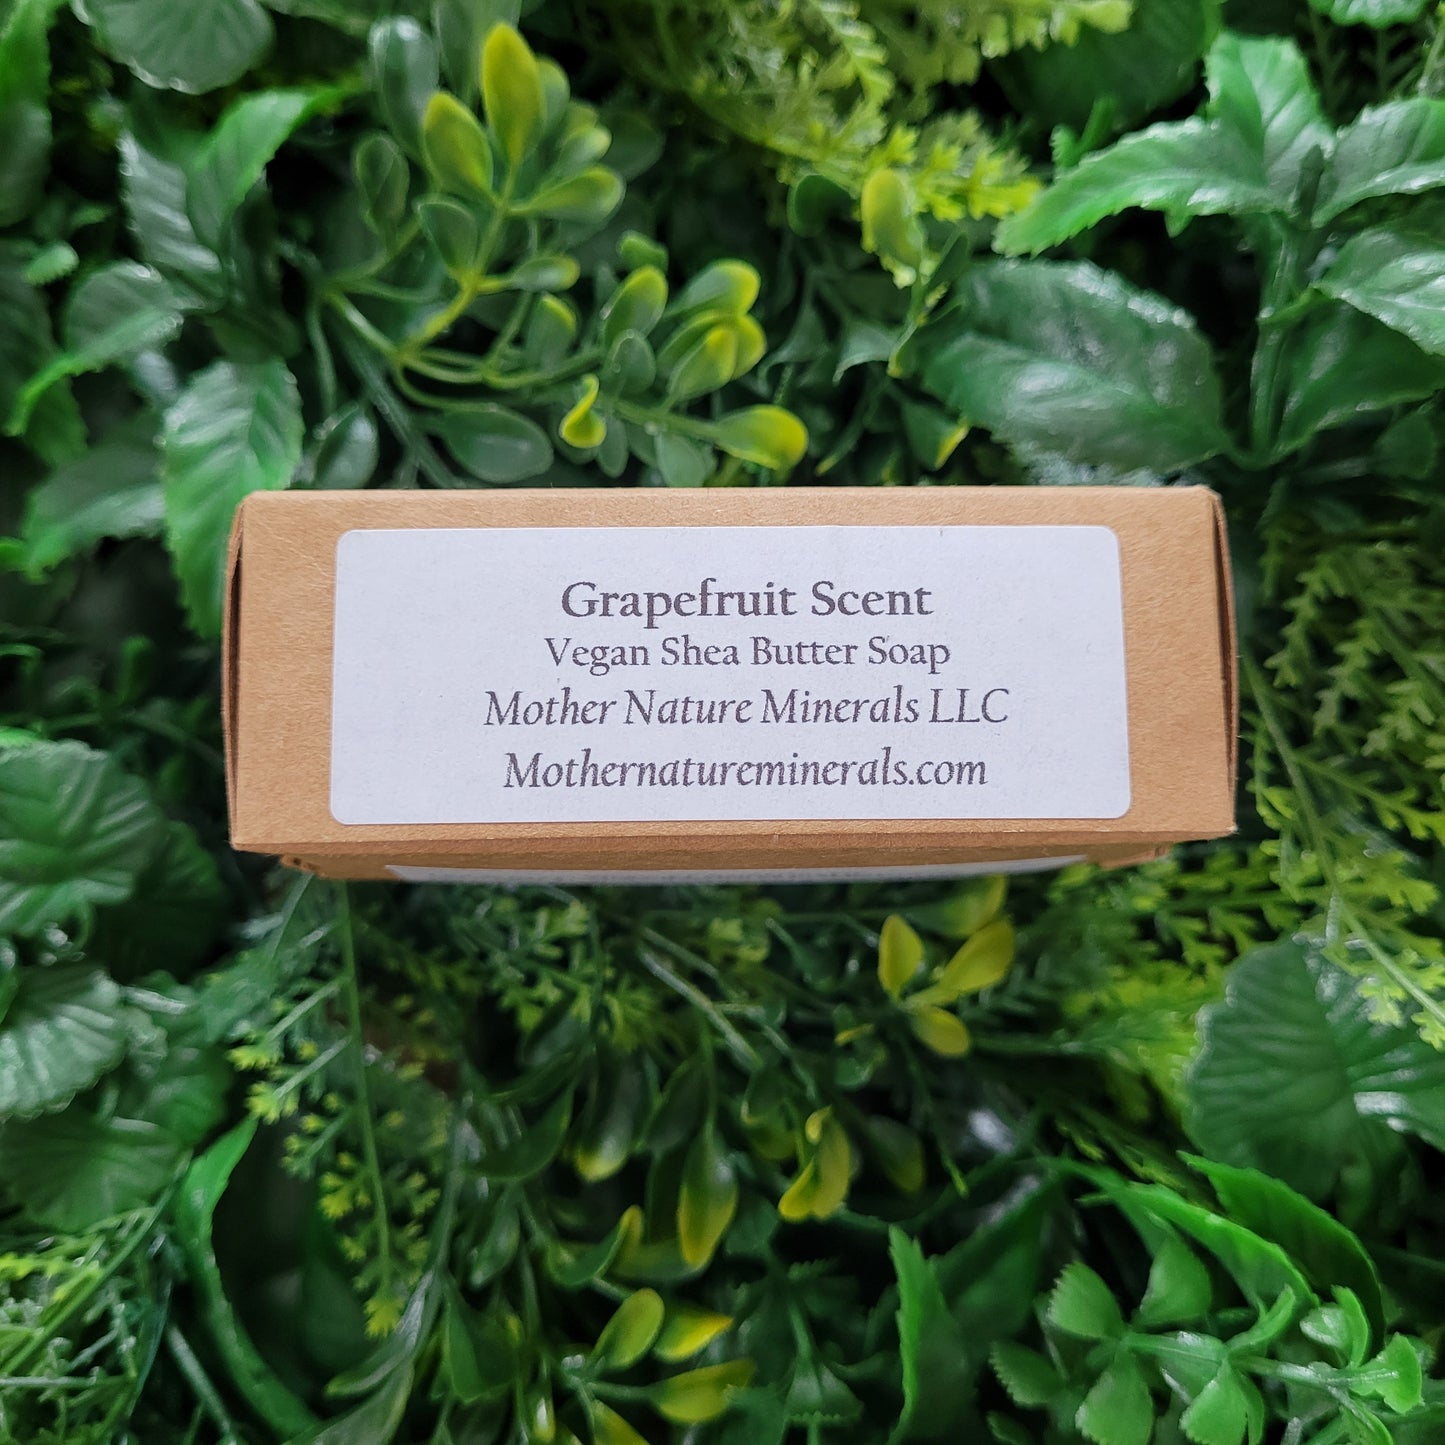 Grapefruit Scent
Vegan Shea Butter Soap
Mother Nature Minerals LLC
Mothernatureminerals.com